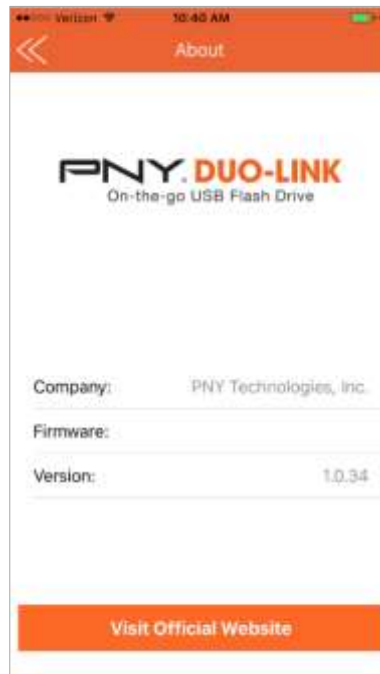 Verizon 10:40 AM
About
PNY. DUO-LINK
On-the-go USB Flash Drive
Company: PNY Technologies, Inc.
Firmware:
Version: 1.0.34
Visit Official Website